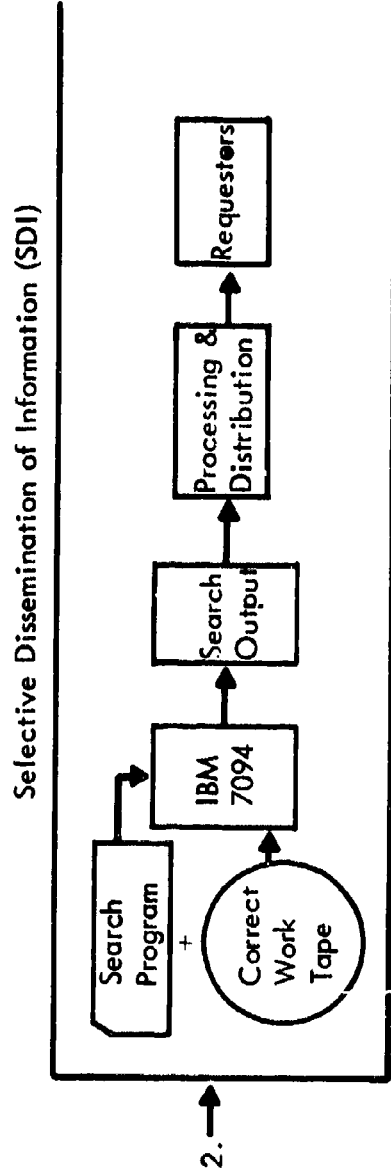 Selective Dissemination of Information (SDI)
2.
Search
Program
+
Correct
Work
Tape
IBM
7094
Search
Output
Processing &
Distribution
Requestors